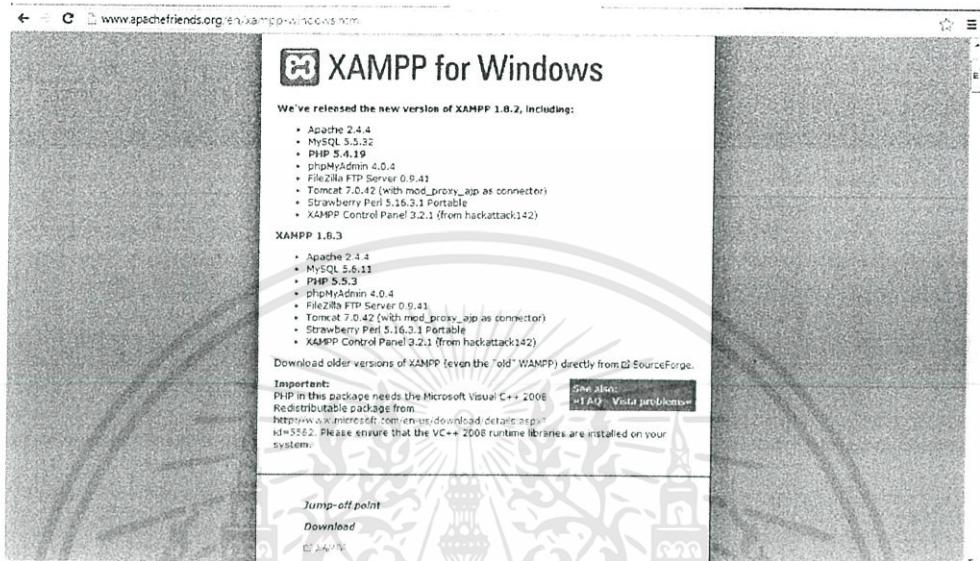 www.apachefriends.org/en/xampp-windows.html
XAMPP for Windows
We've released the new version of XAMPP 1.8.2, including:
• Apache 2.4.4
• MySQL 5.5.32
• PHP 5.4.19
• phpMyAdmin 4.0.4
• FileZilla FTP Server 0.9.41
• Tomcat 7.0.42 (with mod_proxy_ajp as connector)
• Strawberry Perl 5.16.3.1 Portable
• XAMPP Control Panel 3.2.1 (from hackattack142)
XAMPP 1.8.3
• Apache 2.4.4
• MySQL 5.6.11
• PHP 5.5.3
• phpMyAdmin 4.0.4
• FileZilla FTP Server 0.9.41
• Tomcat 7.0.42 (with mod_proxy_ajp as connector)
• Strawberry Perl 5.16.3.1 Portable
• XAMPP Control Panel 3.2.1 (from hackattack142)
Download older versions of XAMPP (even the "old" WAMPP) directly from SourceForge.
Important:
PHP in this package needs the Microsoft Visual C++ 2008
Redistributable package from
http://www.microsoft.com/en-us/download/details.aspx?
id=5582. Please ensure that the VC++ 2008 runtime libraries are installed on your
system.
See also:
»FAQ - Vista problems«
Jump-off point
Download
XAMPP